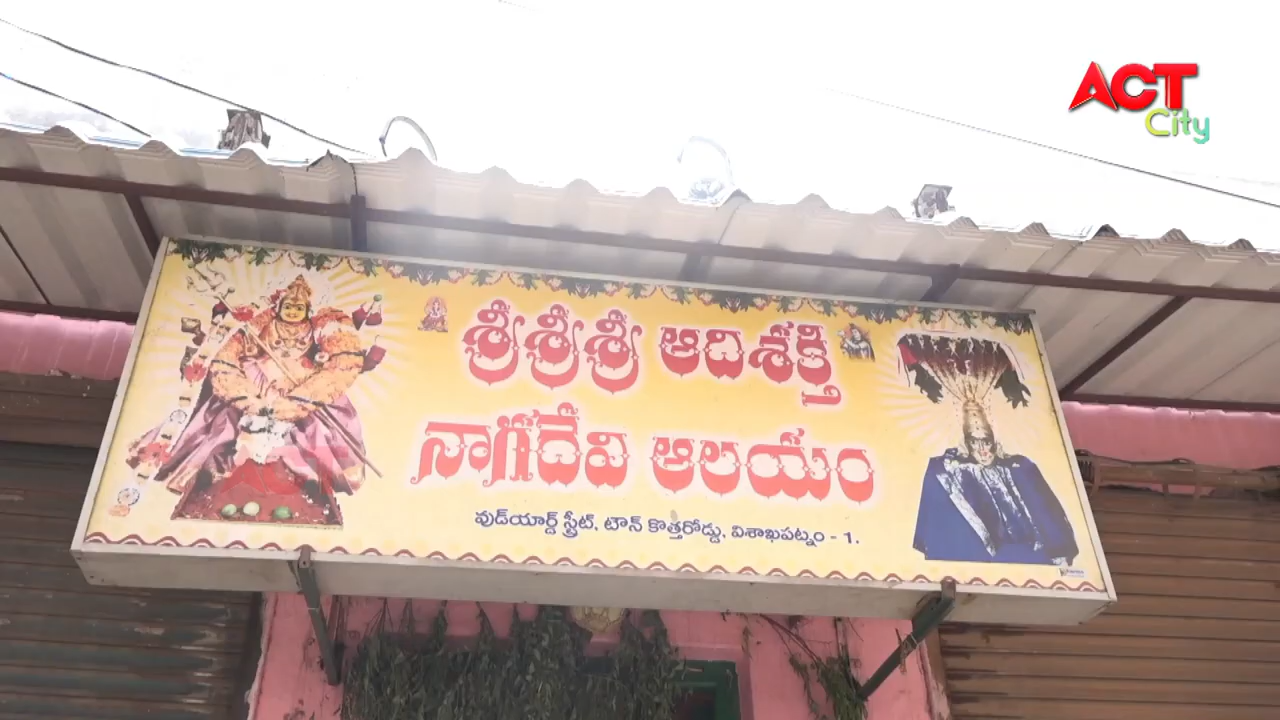 ACT
City
శ్రీశ్రీశ్రీ ఆదిశక్తి
నాగదేవి ఆలయం
వుడ్‌యార్డ్ స్ట్రీట్, టౌన్ కొత్తరోడ్డు, విశాఖపట్నం - 1.